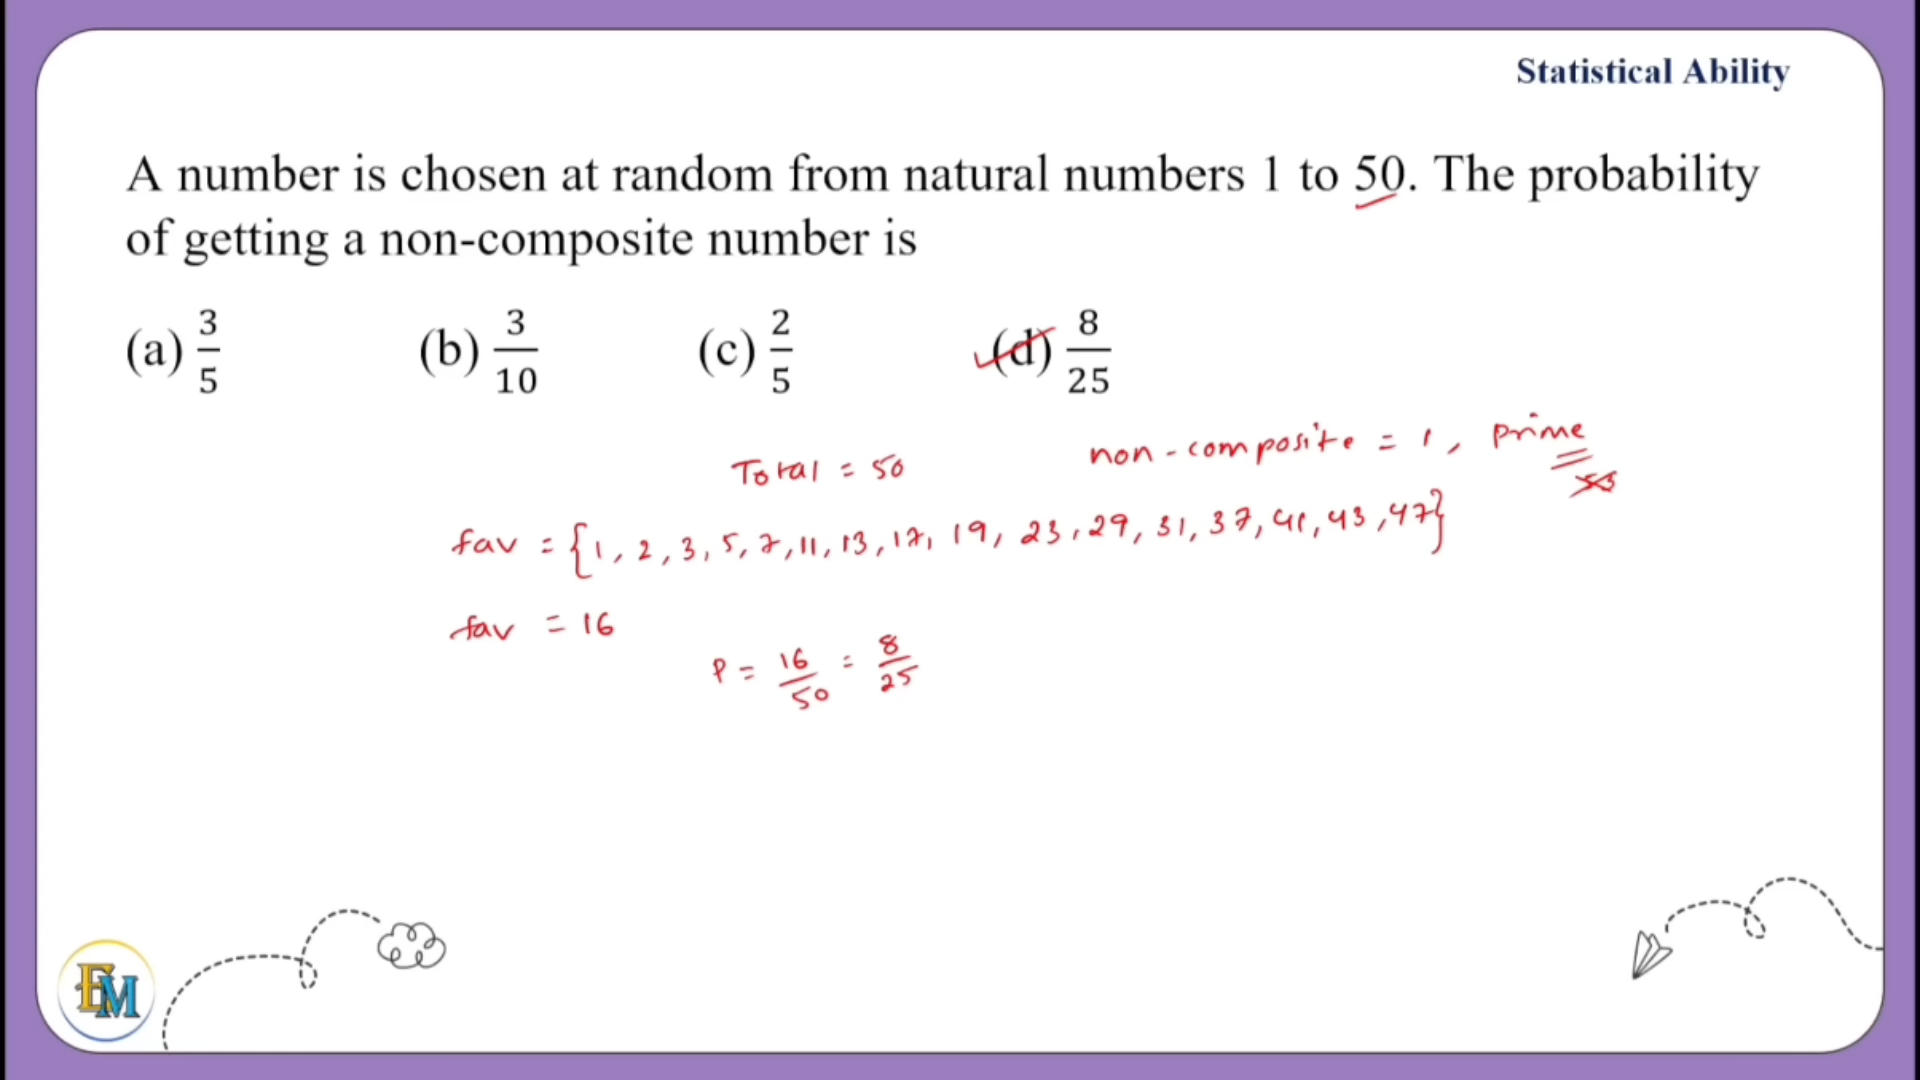 Statistical Ability
A number is chosen at random from natural numbers 1 to 50. The probability
of getting a non-composite number is
(a) 3/5 (b) 3/10 (c) 2/5 (d) 8/25
Total = 50 non-composite = 1, prime
fav = {1, 2, 3, 5, 7, 11, 13, 17, 19, 23, 29, 31, 37, 41, 43, 47}
fav = 16
P = 16/50 = 8/25
EM